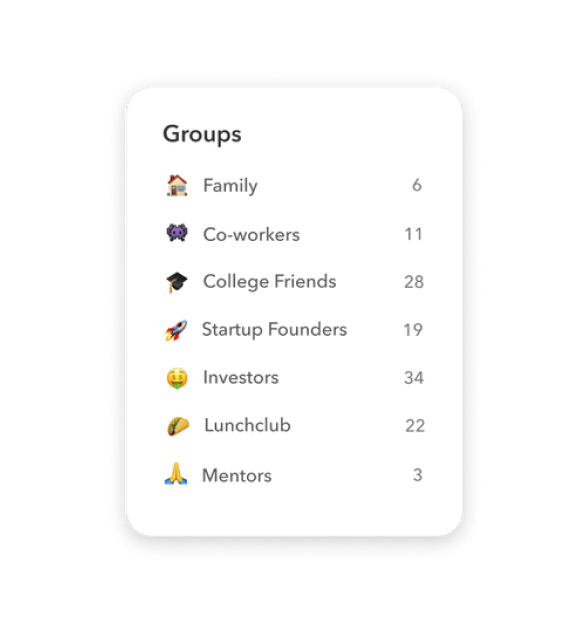 Groups
Family 6
Co-workers 11
College Friends 28
Startup Founders 19
Investors 34
Lunchclub 22
Mentors 3